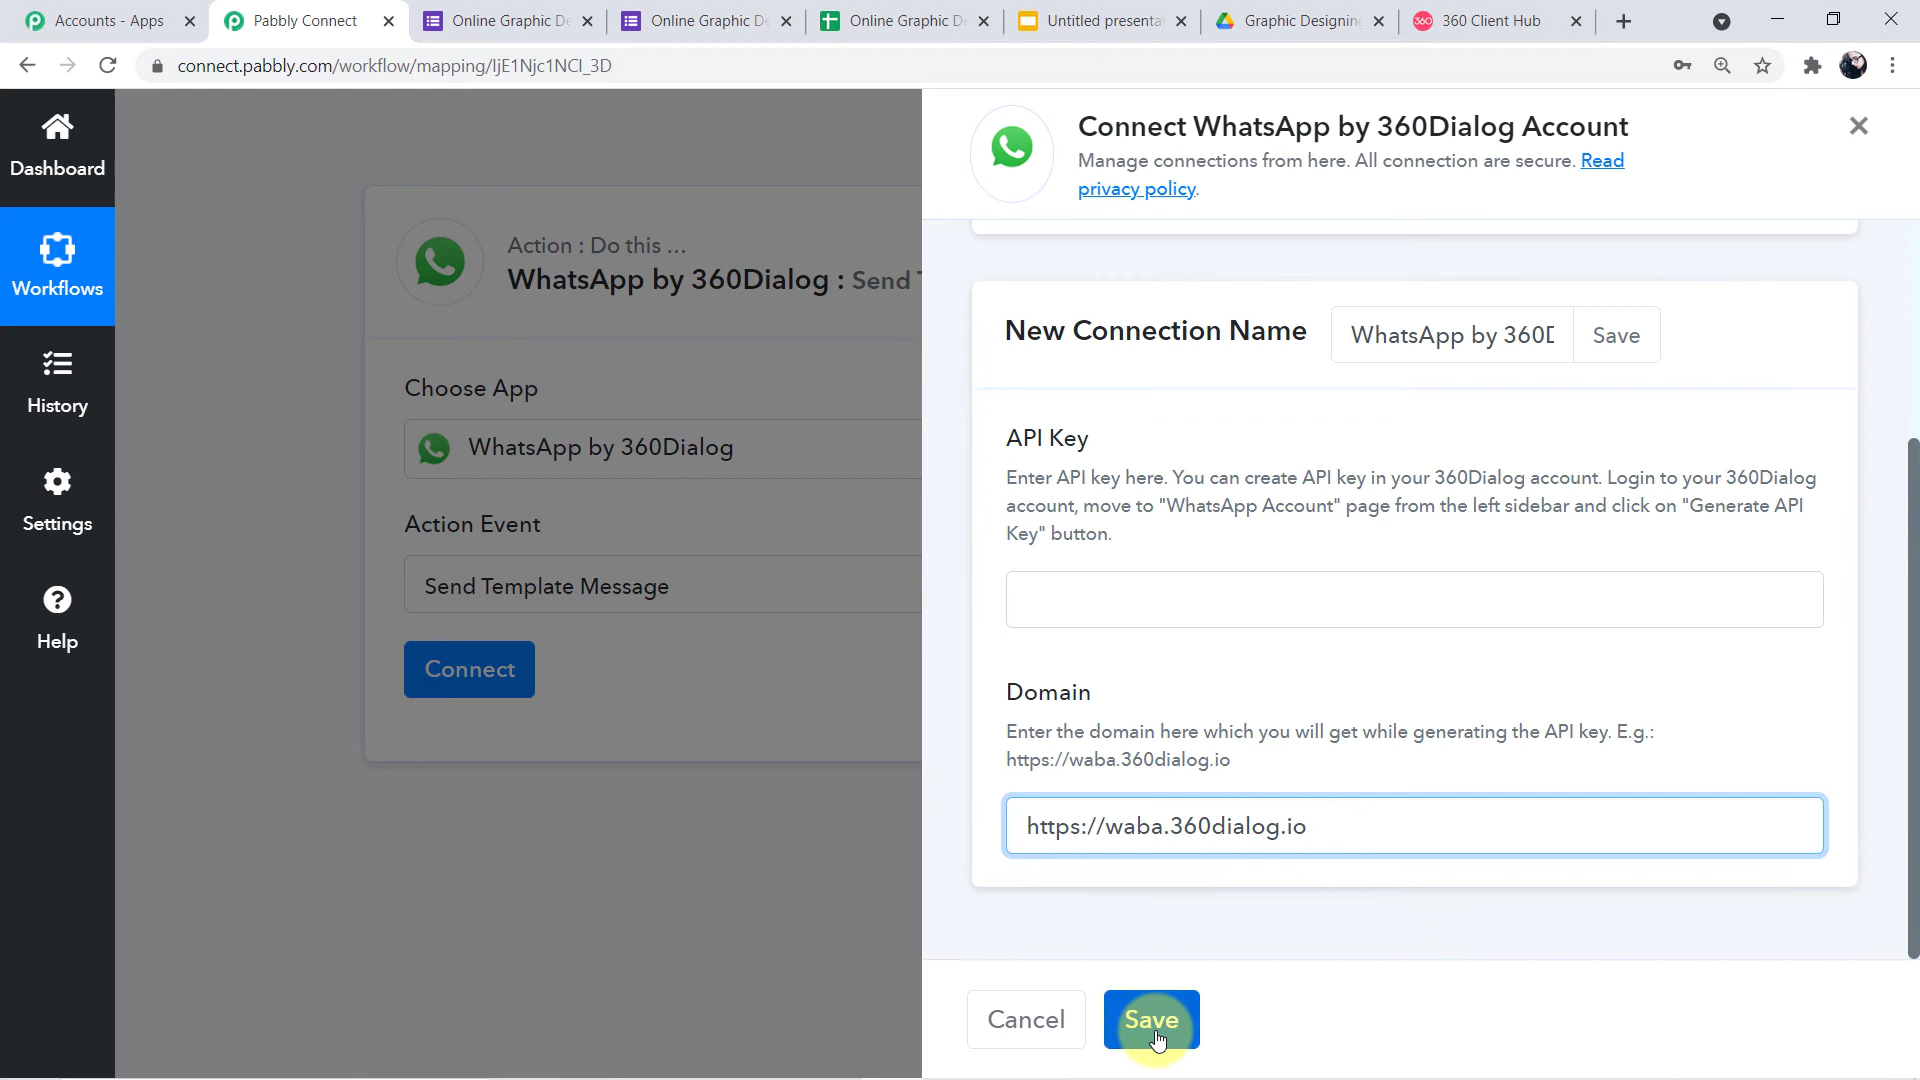 Accounts - Apps
Pabbly Connect
Online Graphic De
Online Graphic De
Online Graphic De
Untitled presenta
Graphic Designing
360 Client Hub
connect.pabbly.com/workflow/mapping/IjE1Njc1NCI_3D
Dashboard
Workflows
History
Settings
Help
Action : Do this ...
WhatsApp by 360Dialog : Send T
Choose App
WhatsApp by 360Dialog
Action Event
Send Template Message
Connect
Connect WhatsApp by 360Dialog Account
Manage connections from here. All connection are secure. Read
privacy policy.
New Connection Name
WhatsApp by 360D
Save
API Key
Enter API key here. You can create API key in your 360Dialog account. Login to your 360Dialog
account, move to "WhatsApp Account" page from the left sidebar and click on "Generate API
Key" button.
Domain
Enter the domain here which you will get while generating the API key. E.g.:
https://waba.360dialog.io
https://waba.360dialog.io
Cancel
Save